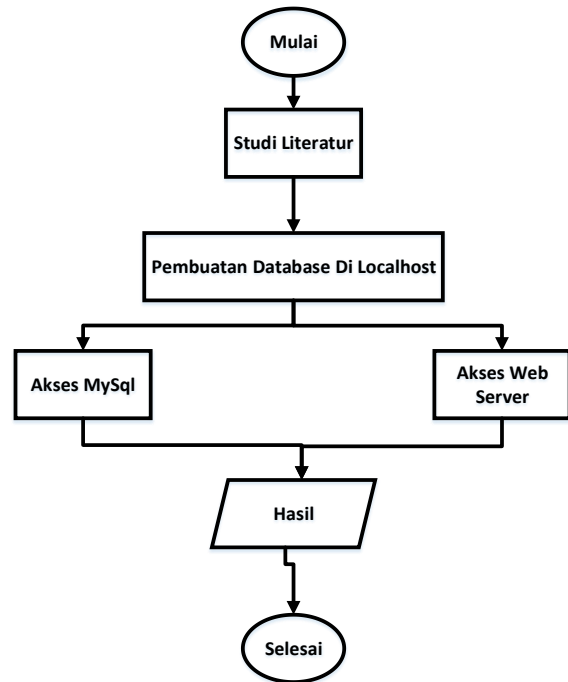 Mulai
Studi Literatur
Pembuatan Database Di Localhost
Akses MySql
Akses Web
Server
Hasil
Selesai